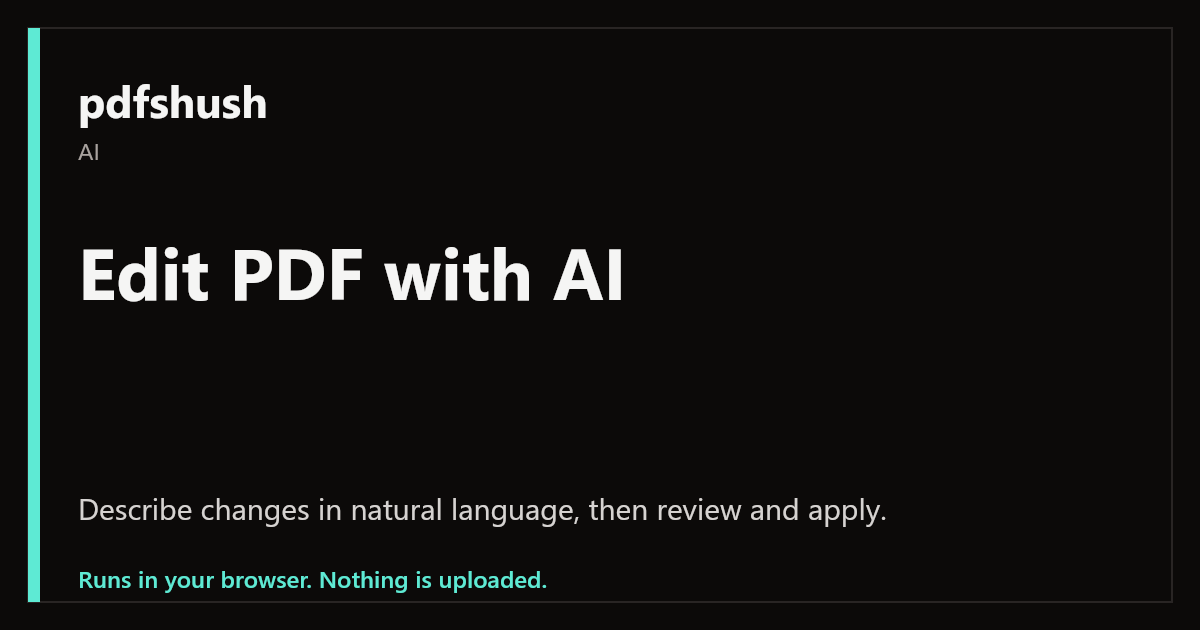 pdfshush
AI
Edit PDF with AI
Describe changes in natural language, then review and apply.
Runs in your browser. Nothing is uploaded.